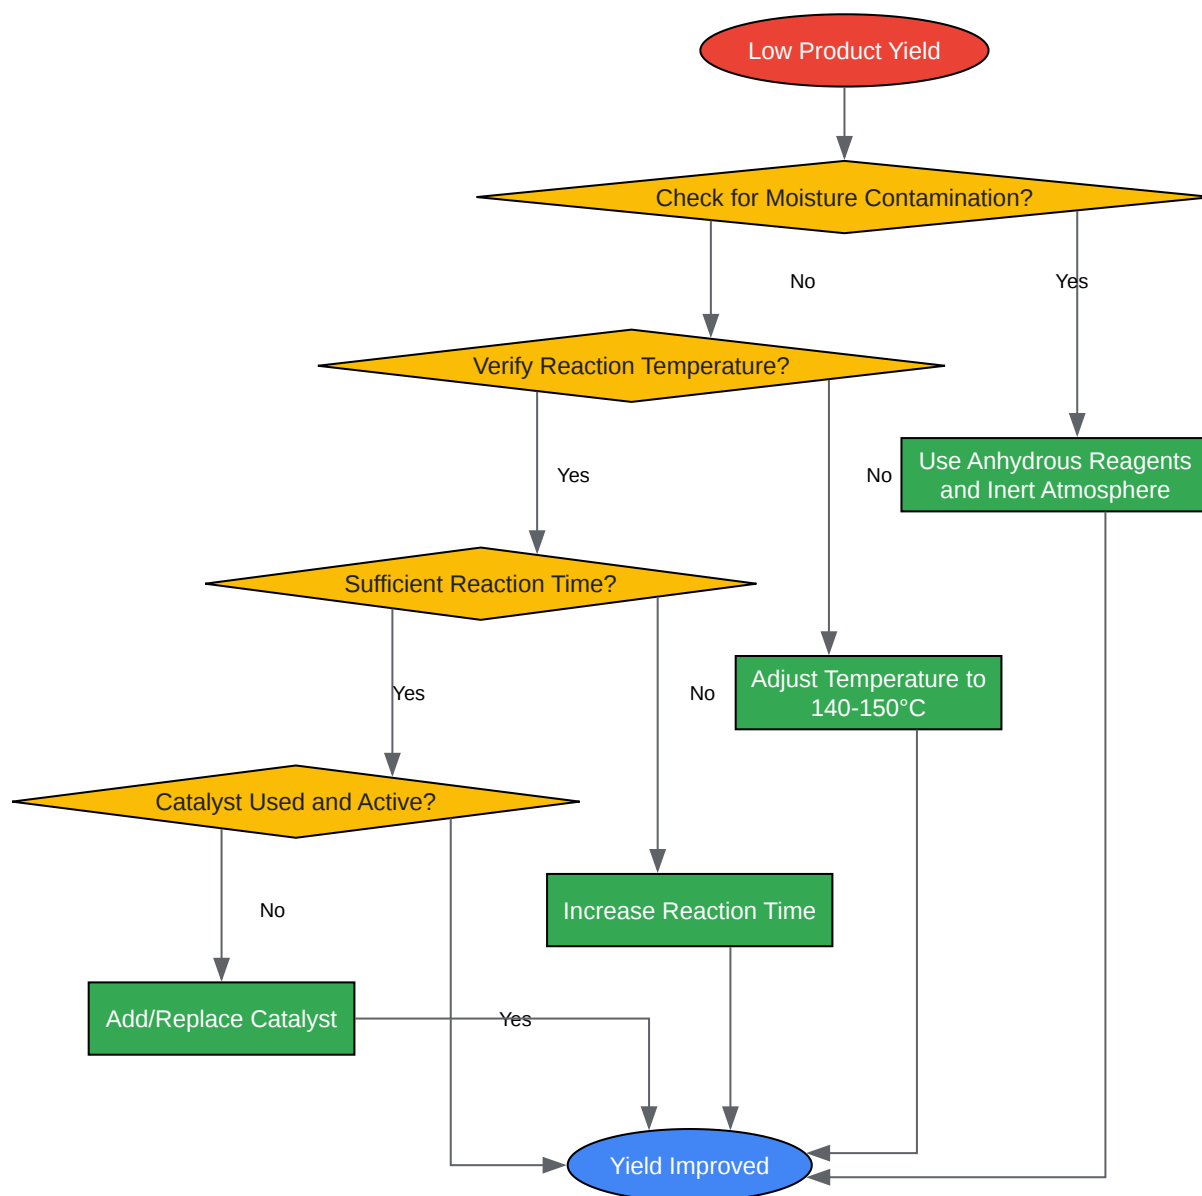 Low Product Yield
Check for Moisture Contamination?
No
Yes
Verify Reaction Temperature?
Yes
No
Use Anhydrous Reagents
and Inert Atmosphere
Sufficient Reaction Time?
Yes
No
Adjust Temperature to
140-150°C
Catalyst Used and Active?
No
Increase Reaction Time
Add/Replace Catalyst
Yes
Yield Improved